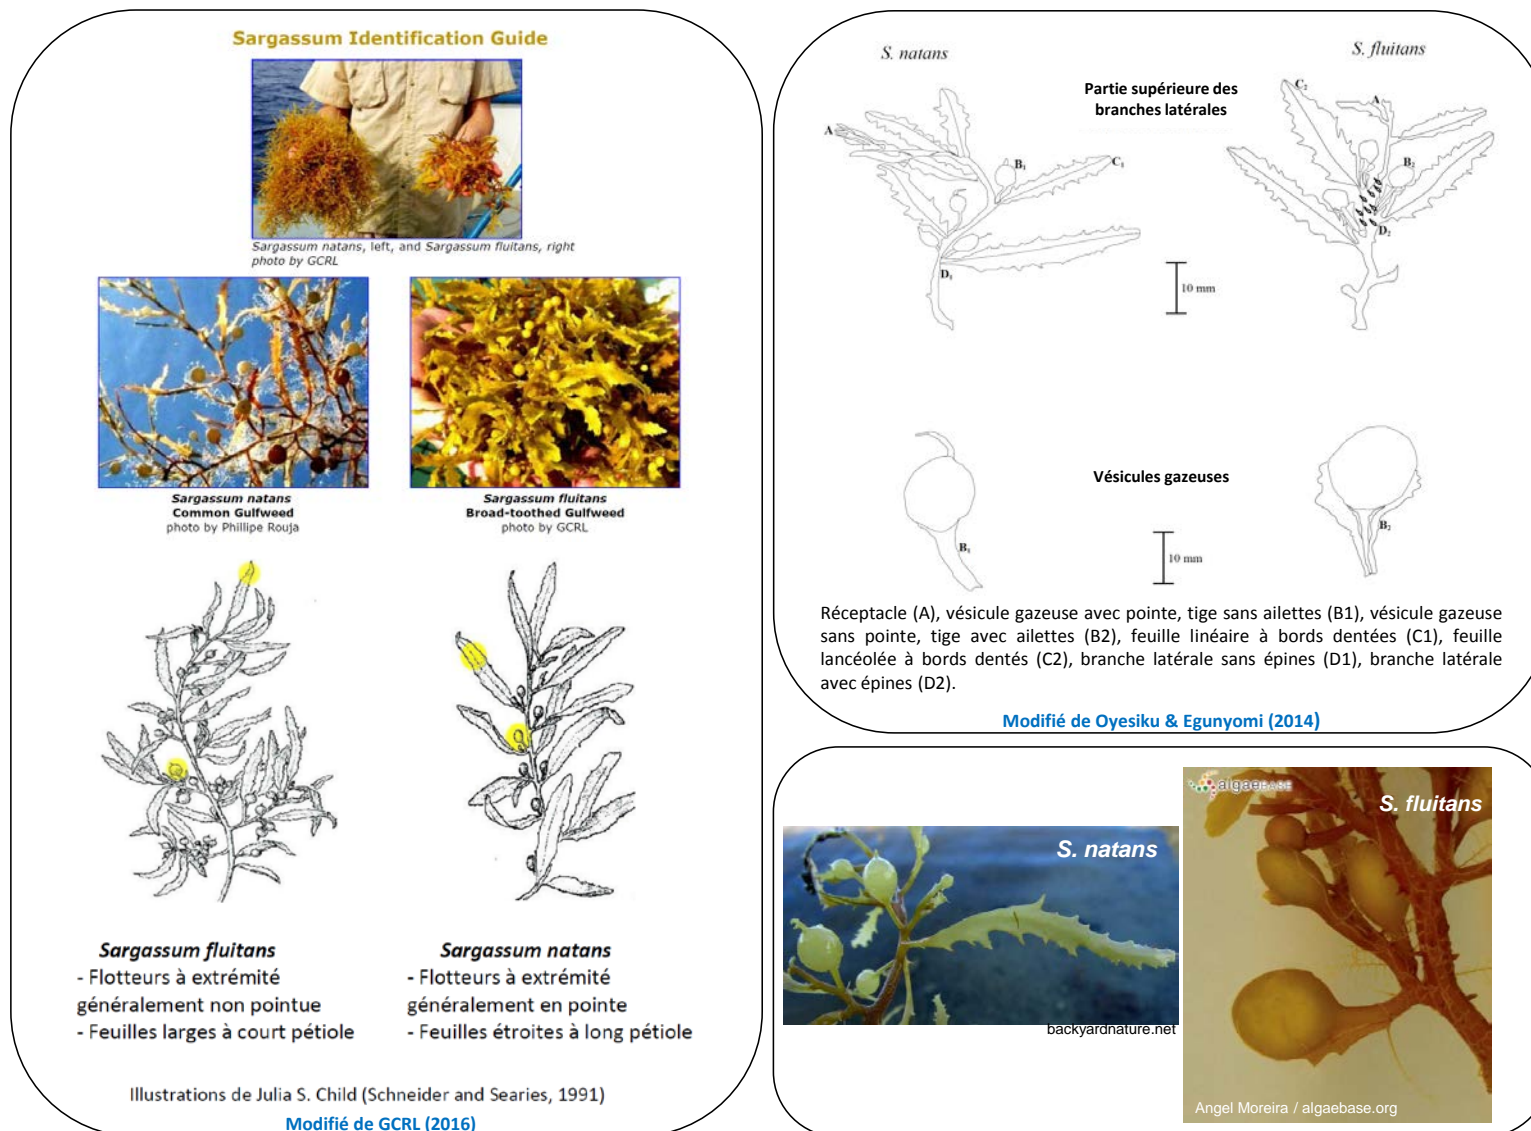 Sargassum Identification Guide
Sargassum natans, left, and Sargassum fluitans, right
photo by GCRL
Sargassum natans
Common Gulfweed
photo by Phillipe Rouja
Sargassum fluitans
Broad-toothed Gulfweed
photo by GCRL
Sargassum fluitans
- Flotteurs à extrémité
généralement non pointue
- Feuilles larges à court pétiole
Sargassum natans
- Flotteurs à extrémité
généralement en pointe
- Feuilles étroites à long pétiole
Illustrations de Julia S. Child (Schneider and Searies, 1991)
Modifié de GCRL (2016)
S. natans
S. fluitans
Partie supérieure des
branches latérales
A
B1
C1
D1
C2
A
B2
D2
10 mm
Vésicules gazeuses
B1
B2
10 mm
Réceptacle (A), vésicule gazeuse avec pointe, tige sans ailettes (B1), vésicule gazeuse
sans pointe, tige avec ailettes (B2), feuille linéaire à bords dentées (C1), feuille
lancéolée à bords dentés (C2), branche latérale sans épines (D1), branche latérale
avec épines (D2).
Modifié de Oyesiku & Egunyomi (2014)
S. natans
backyardnature.net
algaeBASE
S. fluitans
Angel Moreira / algaebase.org